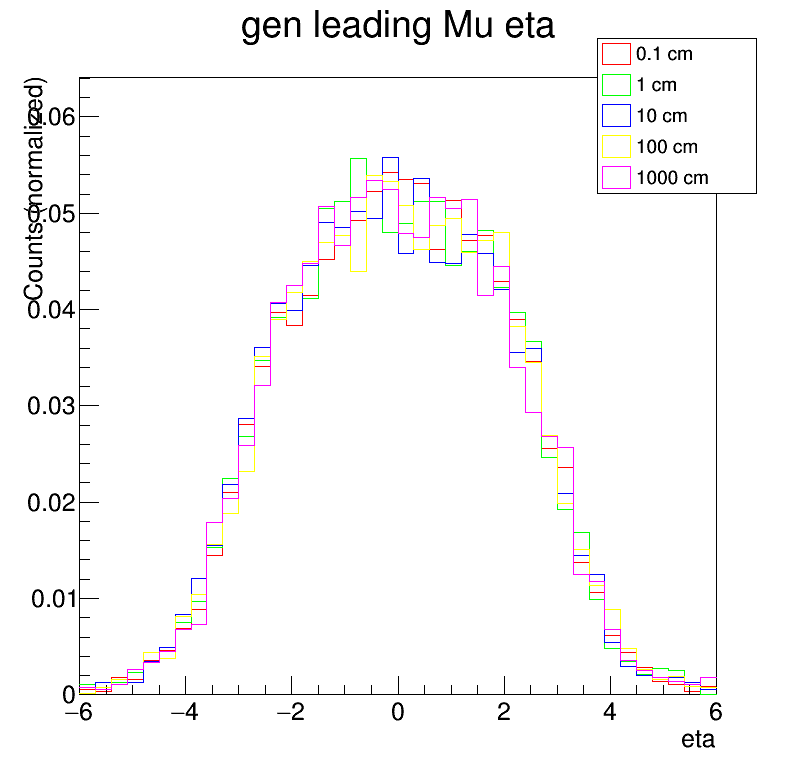 gen leading Mu eta
0.1 cm
1 cm
10 cm
100 cm
1000 cm
Counts (normalized)
0.06
0.05
0.04
0.03
0.02
0.01
0
−6 −4 −2 0 2 4 6
eta